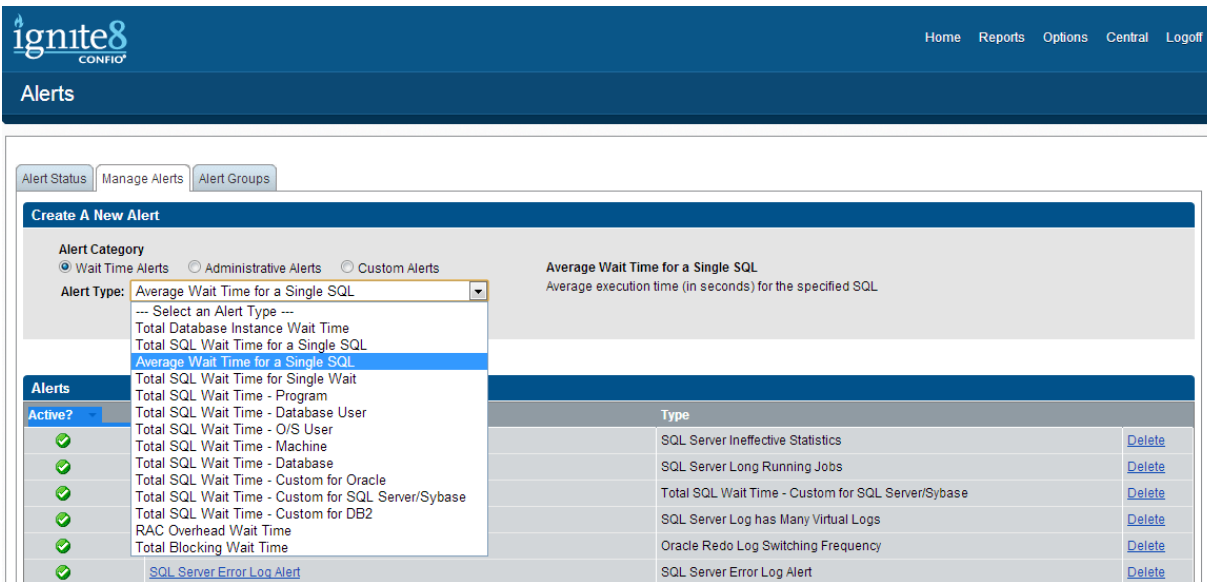 ignite8
CONFIO®
Home Reports Options Central Logoff
Alerts
Alert Status Manage Alerts Alert Groups
Create A New Alert
Alert Category
Wait Time Alerts Administrative Alerts Custom Alerts
Alert Type: Average Wait Time for a Single SQL
Average Wait Time for a Single SQL
Average execution time (in seconds) for the specified SQL
--- Select an Alert Type ---
Total Database Instance Wait Time
Total SQL Wait Time for a Single SQL
Average Wait Time for a Single SQL
Total SQL Wait Time for Single Wait
Total SQL Wait Time - Program
Total SQL Wait Time - Database User
Total SQL Wait Time - O/S User
Total SQL Wait Time - Machine
Total SQL Wait Time - Database
Total SQL Wait Time - Custom for Oracle
Total SQL Wait Time - Custom for SQL Server/Sybase
Total SQL Wait Time - Custom for DB2
RAC Overhead Wait Time
Total Blocking Wait Time
Alerts
Active? Type
SQL Server Ineffective Statistics Delete
SQL Server Long Running Jobs Delete
Total SQL Wait Time - Custom for SQL Server/Sybase Delete
SQL Server Log has Many Virtual Logs Delete
Oracle Redo Log Switching Frequency Delete
SQL Server Error Log Alert SQL Server Error Log Alert Delete